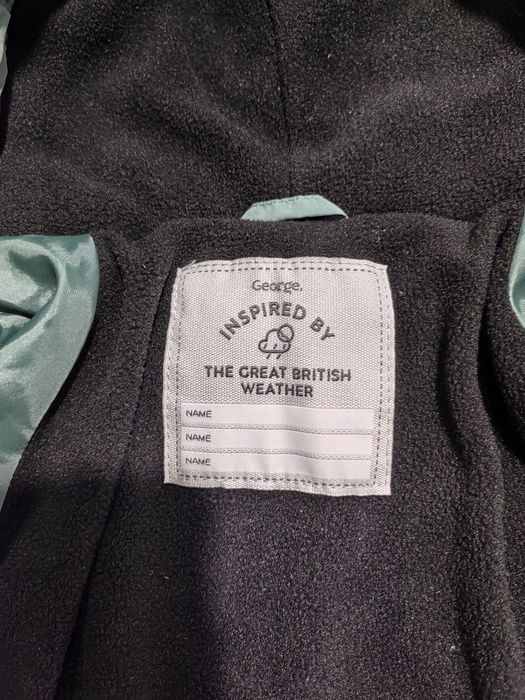 George.
INSPIRED BY
THE GREAT BRITISH
WEATHER
NAME
NAME
NAME